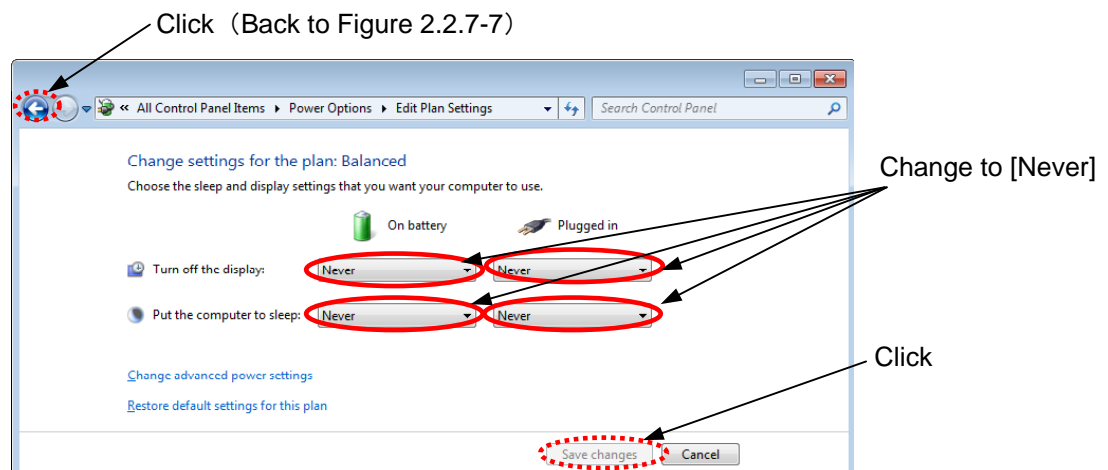 Click（Back to Figure 2.2.7-7）
« All Control Panel Items ▸ Power Options ▸ Edit Plan Settings
Search Control Panel
Change settings for the plan: Balanced
Choose the sleep and display settings that you want your computer to use.
Change to [Never]
On battery Plugged in
Turn off the display: Never Never
Put the computer to sleep: Never Never
Click
Change advanced power settings
Restore default settings for this plan
Save changes Cancel